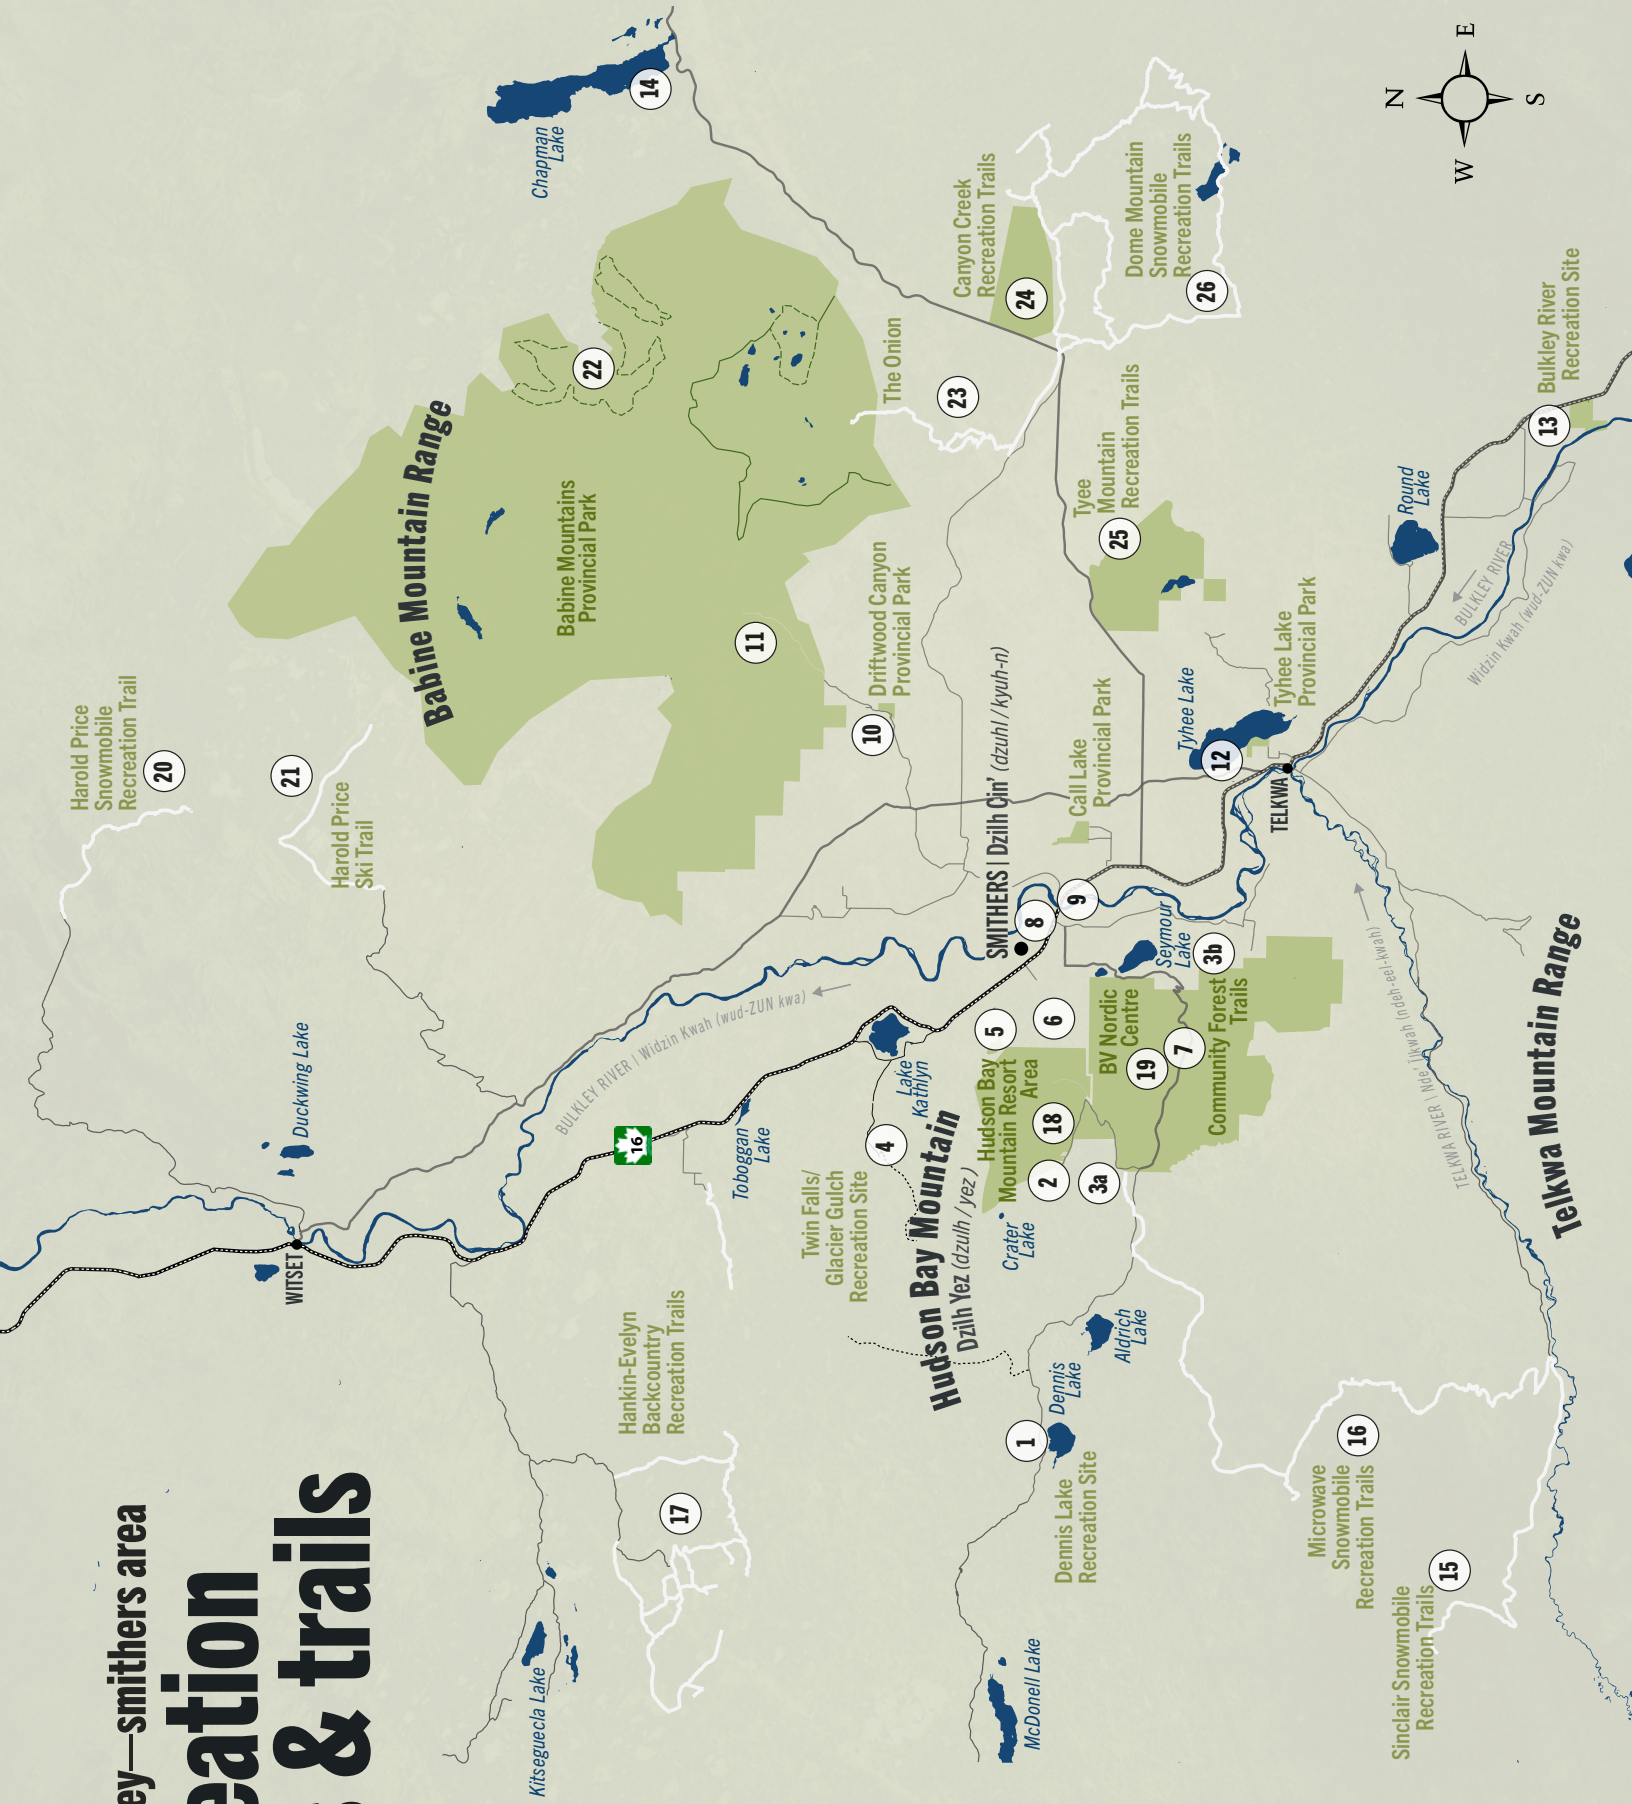 ey—smithers area
eation
& trails
Harold Price
Snowmobile
Recreation Trail
20
21
Harold Price
Ski Trail
Duckwing Lake
WITSET
Babine Mountain Range
Babine Mountains
Provincial Park
22
11
Chapman
Lake
14
Kitseguecla Lake
Hankin-Evelyn
Backcountry
Recreation Trails
17
16
BULKLEY RIVER | Widzin Kwah (wud-ZUN kwa)
Toboggan
Lake
Twin Falls/
Glacier Gulch
Recreation Site
4
Lake
Kathlyn
Hudson Bay Mountain
Dzilh Yez (dzulh / yez )
Driftwood Canyon
Provincial Park
10
The Onion
23
Canyon Creek
Recreation Trails
24
SMITHERS | Dzilh Cin' (dzuhl / kyuh-n)
8
9
5
6
Hudson Bay
Mountain Resort
Area
18
2
3a
Crater
Lake
McDonell Lake
1
Dennis
Lake
Dennis Lake
Recreation Site
Aldrich
Lake
BV Nordic
Centre
19
7
Seymour
Lake
3b
Community Forest
Trails
Call Lake
Provincial Park
Tyee
Mountain
Recreation Trails
25
Dome Mountain
Snowmobile
Recreation Trails
26
Tyhee Lake
12
Tyhee Lake
Provincial Park
TELKWA
Round
Lake
BULKLEY RIVER
Widzin Kwah (wud-ZUN kwa)
13
Bulkley River
Recreation Site
TELKWA RIVER | Nde' Ilkwah (ndeh-eel-kwah)
Microwave
Snowmobile
Recreation Trails
16
Sinclair Snowmobile
Recreation Trails
15
Telkwa Mountain Range
N
E
W
S